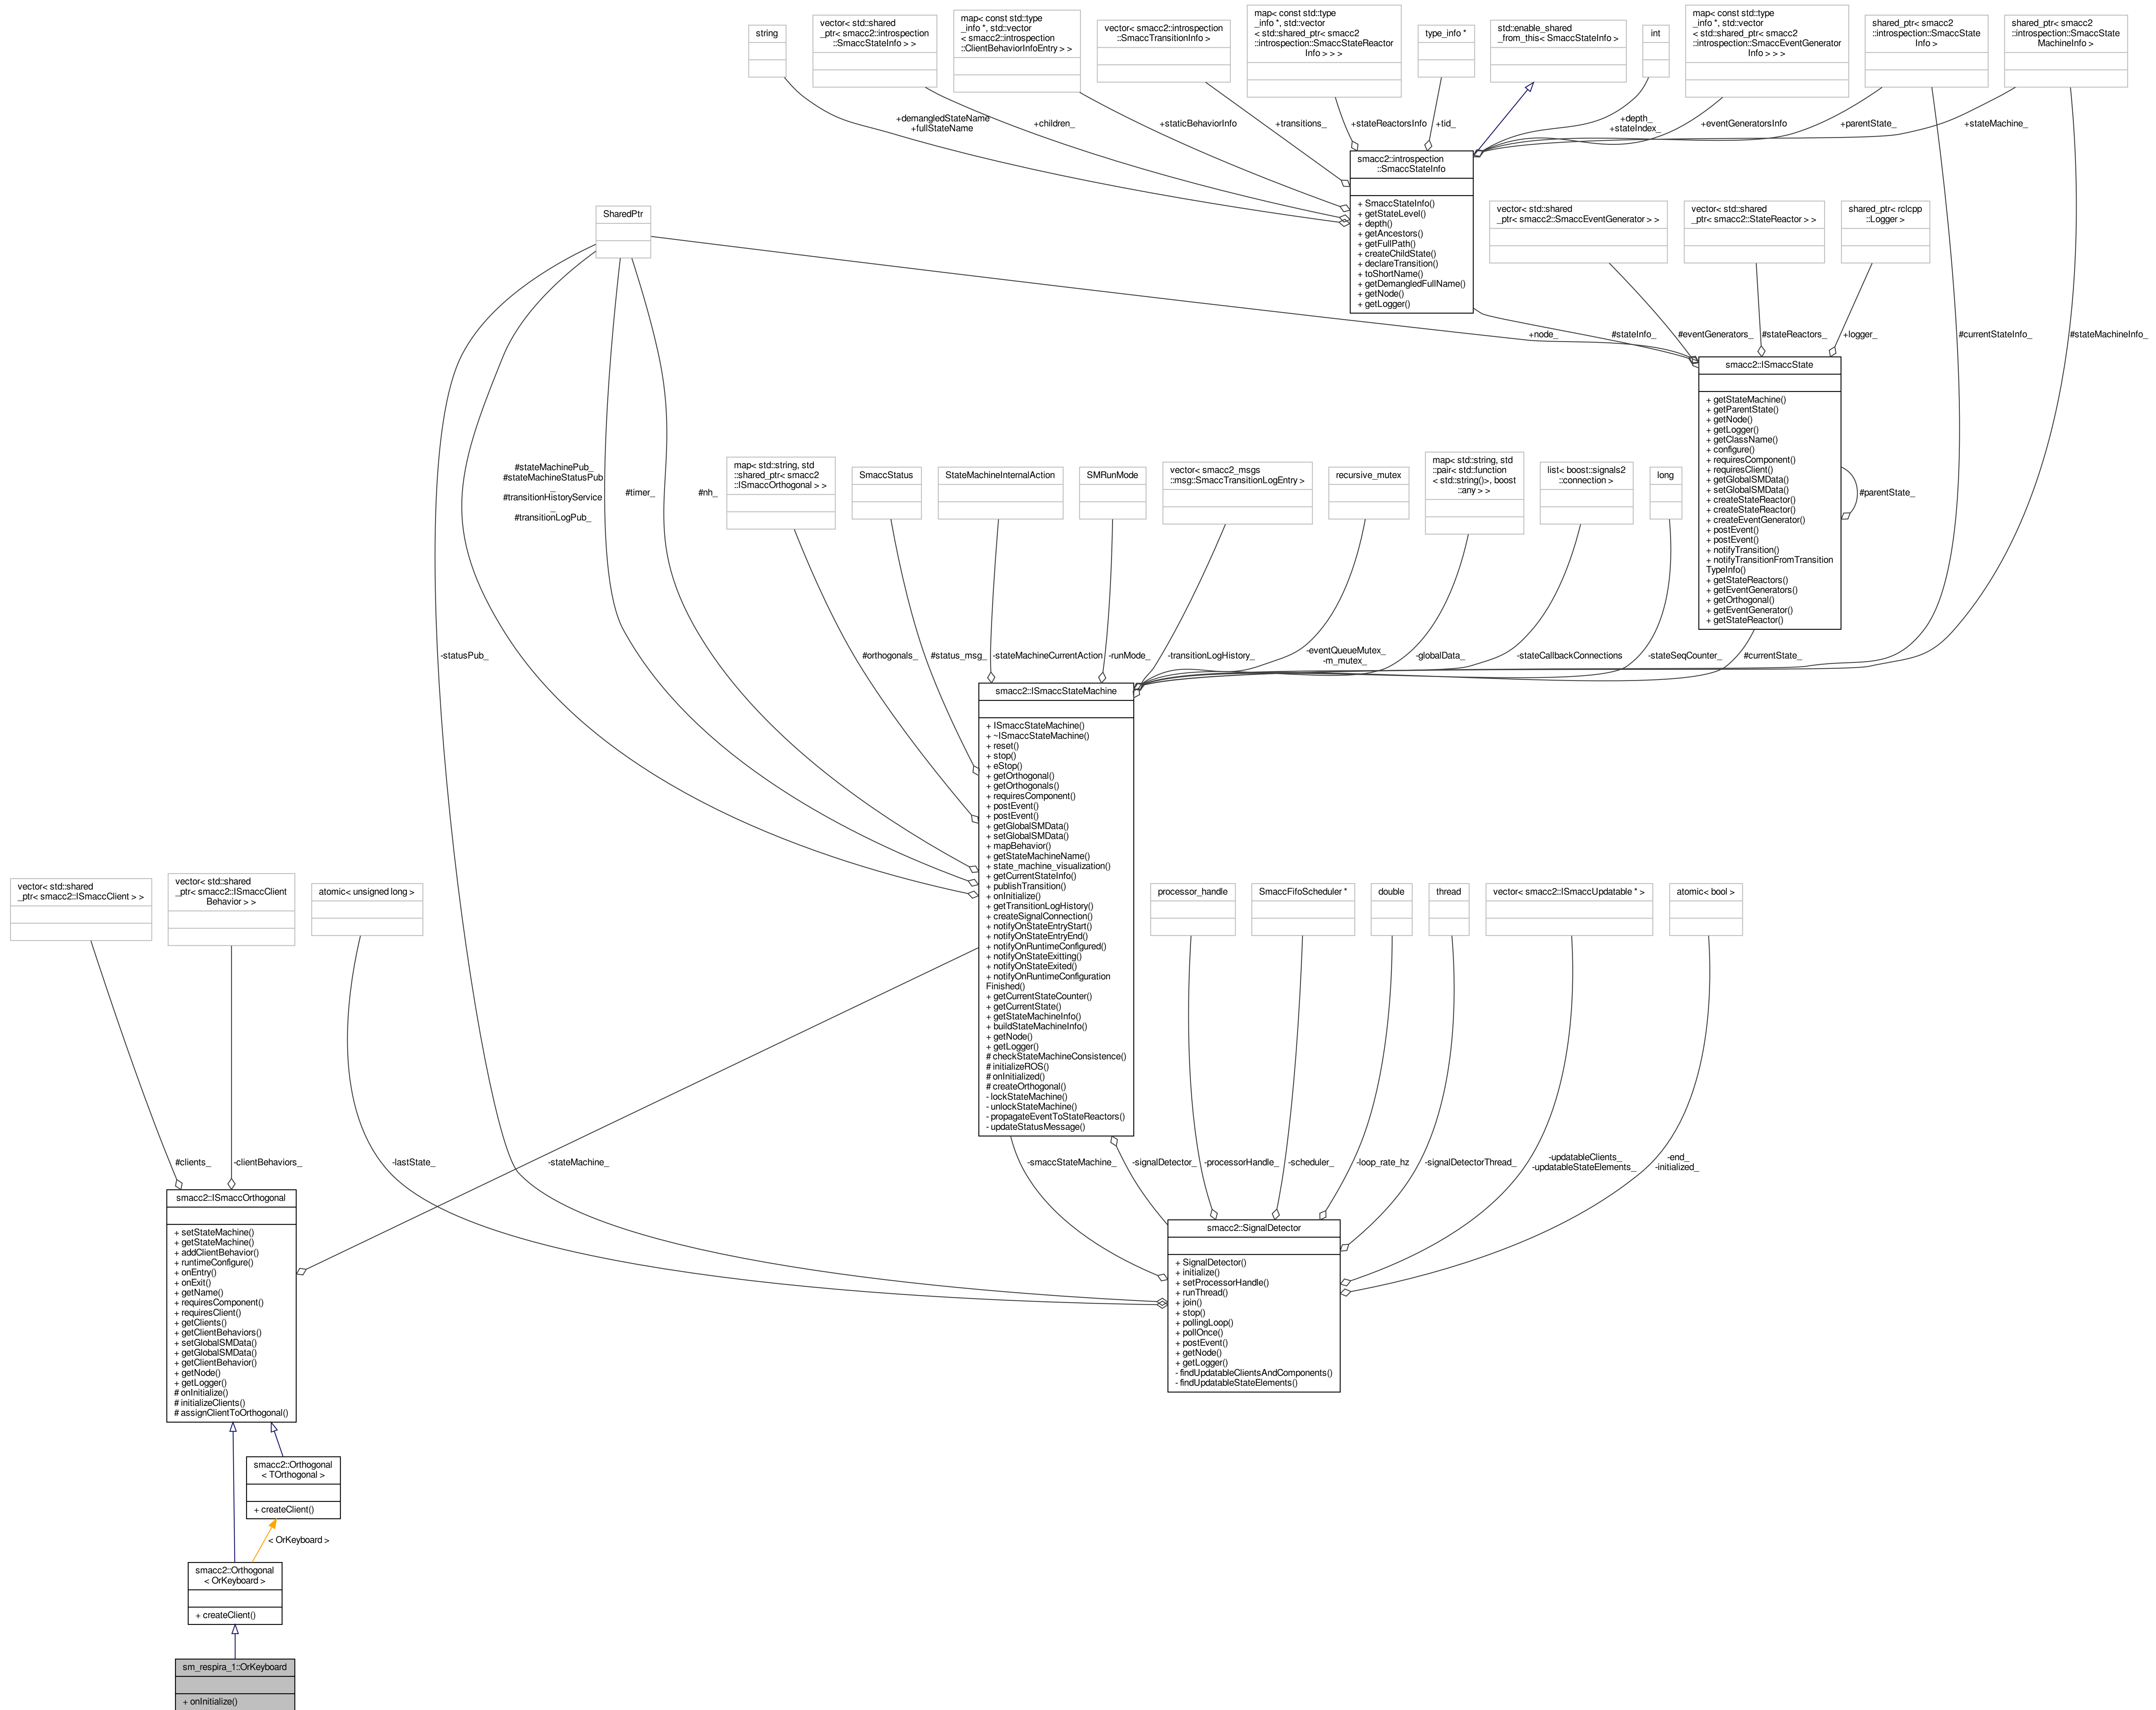 string
vector< std::shared
_ptr< smacc2::introspection
::SmaccStateInfo > >
map< const std::type
_info *, std::vector
< smacc2::introspection
::ClientBehaviorInfoEntry > >
vector< smacc2::introspection
::SmaccTransitionInfo >
map< const std::type
_info *, std::vector
< std::shared_ptr< smacc2
::introspection::SmaccStateReactor
Info > > >
type_info *
std::enable_shared
_from_this< SmaccStateInfo >
int
map< const std::type
_info *, std::vector
< std::shared_ptr< smacc2
::introspection::SmaccEventGenerator
Info > > >
shared_ptr< smacc2
::introspection::SmaccState
Info >
shared_ptr< smacc2
::introspection::SmaccState
MachineInfo >
+demangledStateName
+fullStateName
+children_
+staticBehaviorInfo
+transitions_
+stateReactorsInfo
+tid_
+depth_
+stateIndex_
+eventGeneratorsInfo
+parentState_
+stateMachine_
smacc2::introspection
::SmaccStateInfo
+ SmaccStateInfo()
+ getStateLevel()
+ depth()
+ getAncestors()
+ getFullPath()
+ createChildState()
+ declareTransition()
+ toShortName()
+ getDemangledFullName()
+ getNode()
+ getLogger()
SharedPtr
vector< std::shared
_ptr< smacc2::SmaccEventGenerator > >
vector< std::shared
_ptr< smacc2::StateReactor > >
shared_ptr< rclcpp
::Logger >
+node_
#stateInfo_
#eventGenerators_
#stateReactors_
+logger_
#currentStateInfo_
#stateMachineInfo_
smacc2::ISmaccState
+ getStateMachine()
+ getParentState()
+ getNode()
+ getLogger()
+ getClassName()
+ configure()
+ requiresComponent()
+ requiresClient()
+ getGlobalSMData()
+ setGlobalSMData()
+ createStateReactor()
+ createStateReactor()
+ createEventGenerator()
+ postEvent()
+ postEvent()
+ notifyTransition()
+ notifyTransitionFromTransition
TypeInfo()
+ getStateReactors()
+ getEventGenerators()
+ getOrthogonal()
+ getEventGenerator()
+ getStateReactor()
#parentState_
#stateMachinePub_
#stateMachineStatusPub
_
#transitionHistoryService
_
#transitionLogPub_
#timer_
#nh_
map< std::string, std
::shared_ptr< smacc2
::ISmaccOrthogonal > >
SmaccStatus
StateMachineInternalAction
SMRunMode
vector< smacc2_msgs
::msg::SmaccTransitionLogEntry >
recursive_mutex
map< std::string, std
::pair< std::function
< std::string()>, boost
::any > >
list< boost::signals2
::connection >
long
-statusPub_
#orthogonals_
#status_msg_
-stateMachineCurrentAction
-runMode_
-transitionLogHistory_
-eventQueueMutex_
-m_mutex_
-globalData_
-stateCallbackConnections
-stateSeqCounter_
#currentState_
smacc2::ISmaccStateMachine
+ ISmaccStateMachine()
+ ~ISmaccStateMachine()
+ reset()
+ stop()
+ eStop()
+ getOrthogonal()
+ getOrthogonals()
+ requiresComponent()
+ postEvent()
+ postEvent()
+ getGlobalSMData()
+ setGlobalSMData()
+ mapBehavior()
+ getStateMachineName()
+ state_machine_visualization()
+ getCurrentStateInfo()
+ publishTransition()
+ onInitialize()
+ getTransitionLogHistory()
+ createSignalConnection()
+ notifyOnStateEntryStart()
+ notifyOnStateEntryEnd()
+ notifyOnRuntimeConfigured()
+ notifyOnStateExitting()
+ notifyOnStateExited()
+ notifyOnRuntimeConfiguration
Finished()
+ getCurrentStateCounter()
+ getCurrentState()
+ getStateMachineInfo()
+ buildStateMachineInfo()
+ getNode()
+ getLogger()
# checkStateMachineConsistence()
# initializeROS()
# onInitialized()
# createOrthogonal()
- lockStateMachine()
- unlockStateMachine()
- propagateEventToStateReactors()
- updateStatusMessage()
vector< std::shared
_ptr< smacc2::ISmaccClient > >
vector< std::shared
_ptr< smacc2::ISmaccClient
Behavior > >
atomic< unsigned long >
processor_handle
SmaccFifoScheduler *
double
thread
vector< smacc2::ISmaccUpdatable * >
atomic< bool >
#clients_
-clientBehaviors_
-lastState_
-stateMachine_
-smaccStateMachine_
-signalDetector_
-processorHandle_
-scheduler_
-loop_rate_hz
-signalDetectorThread_
-updatableClients_
-updatableStateElements_
-end_
-initialized_
smacc2::ISmaccOrthogonal
+ setStateMachine()
+ getStateMachine()
+ addClientBehavior()
+ runtimeConfigure()
+ onEntry()
+ onExit()
+ getName()
+ requiresComponent()
+ requiresClient()
+ getClients()
+ getClientBehaviors()
+ setGlobalSMData()
+ getGlobalSMData()
+ getClientBehavior()
+ getNode()
+ getLogger()
# onInitialize()
# initializeClients()
# assignClientToOrthogonal()
smacc2::SignalDetector
+ SignalDetector()
+ initialize()
+ setProcessorHandle()
+ runThread()
+ join()
+ stop()
+ pollingLoop()
+ pollOnce()
+ postEvent()
+ getNode()
+ getLogger()
- findUpdatableClientsAndComponents()
- findUpdatableStateElements()
smacc2::Orthogonal
< TOrthogonal >
+ createClient()
< OrKeyboard >
smacc2::Orthogonal
< OrKeyboard >
+ createClient()
sm_respira_1::OrKeyboard
+ onInitialize()